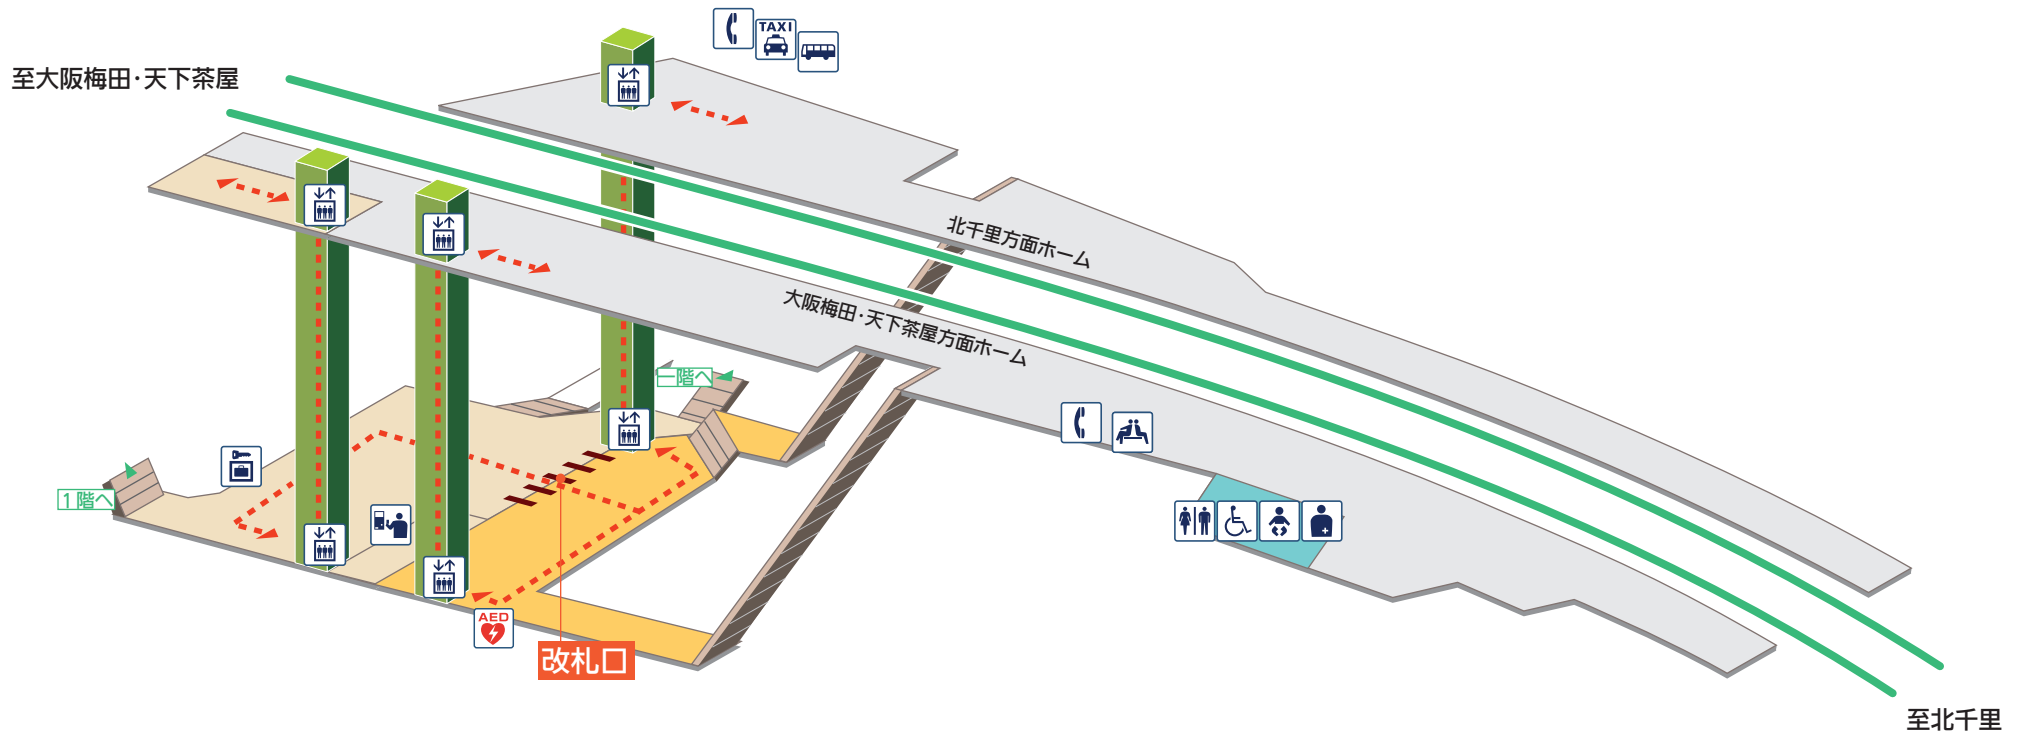 TAXI
至大阪梅田・天下茶屋
北千里方面ホーム
大阪梅田・天下茶屋方面ホーム
一階へ
1階へ
AED
改札口
至北千里